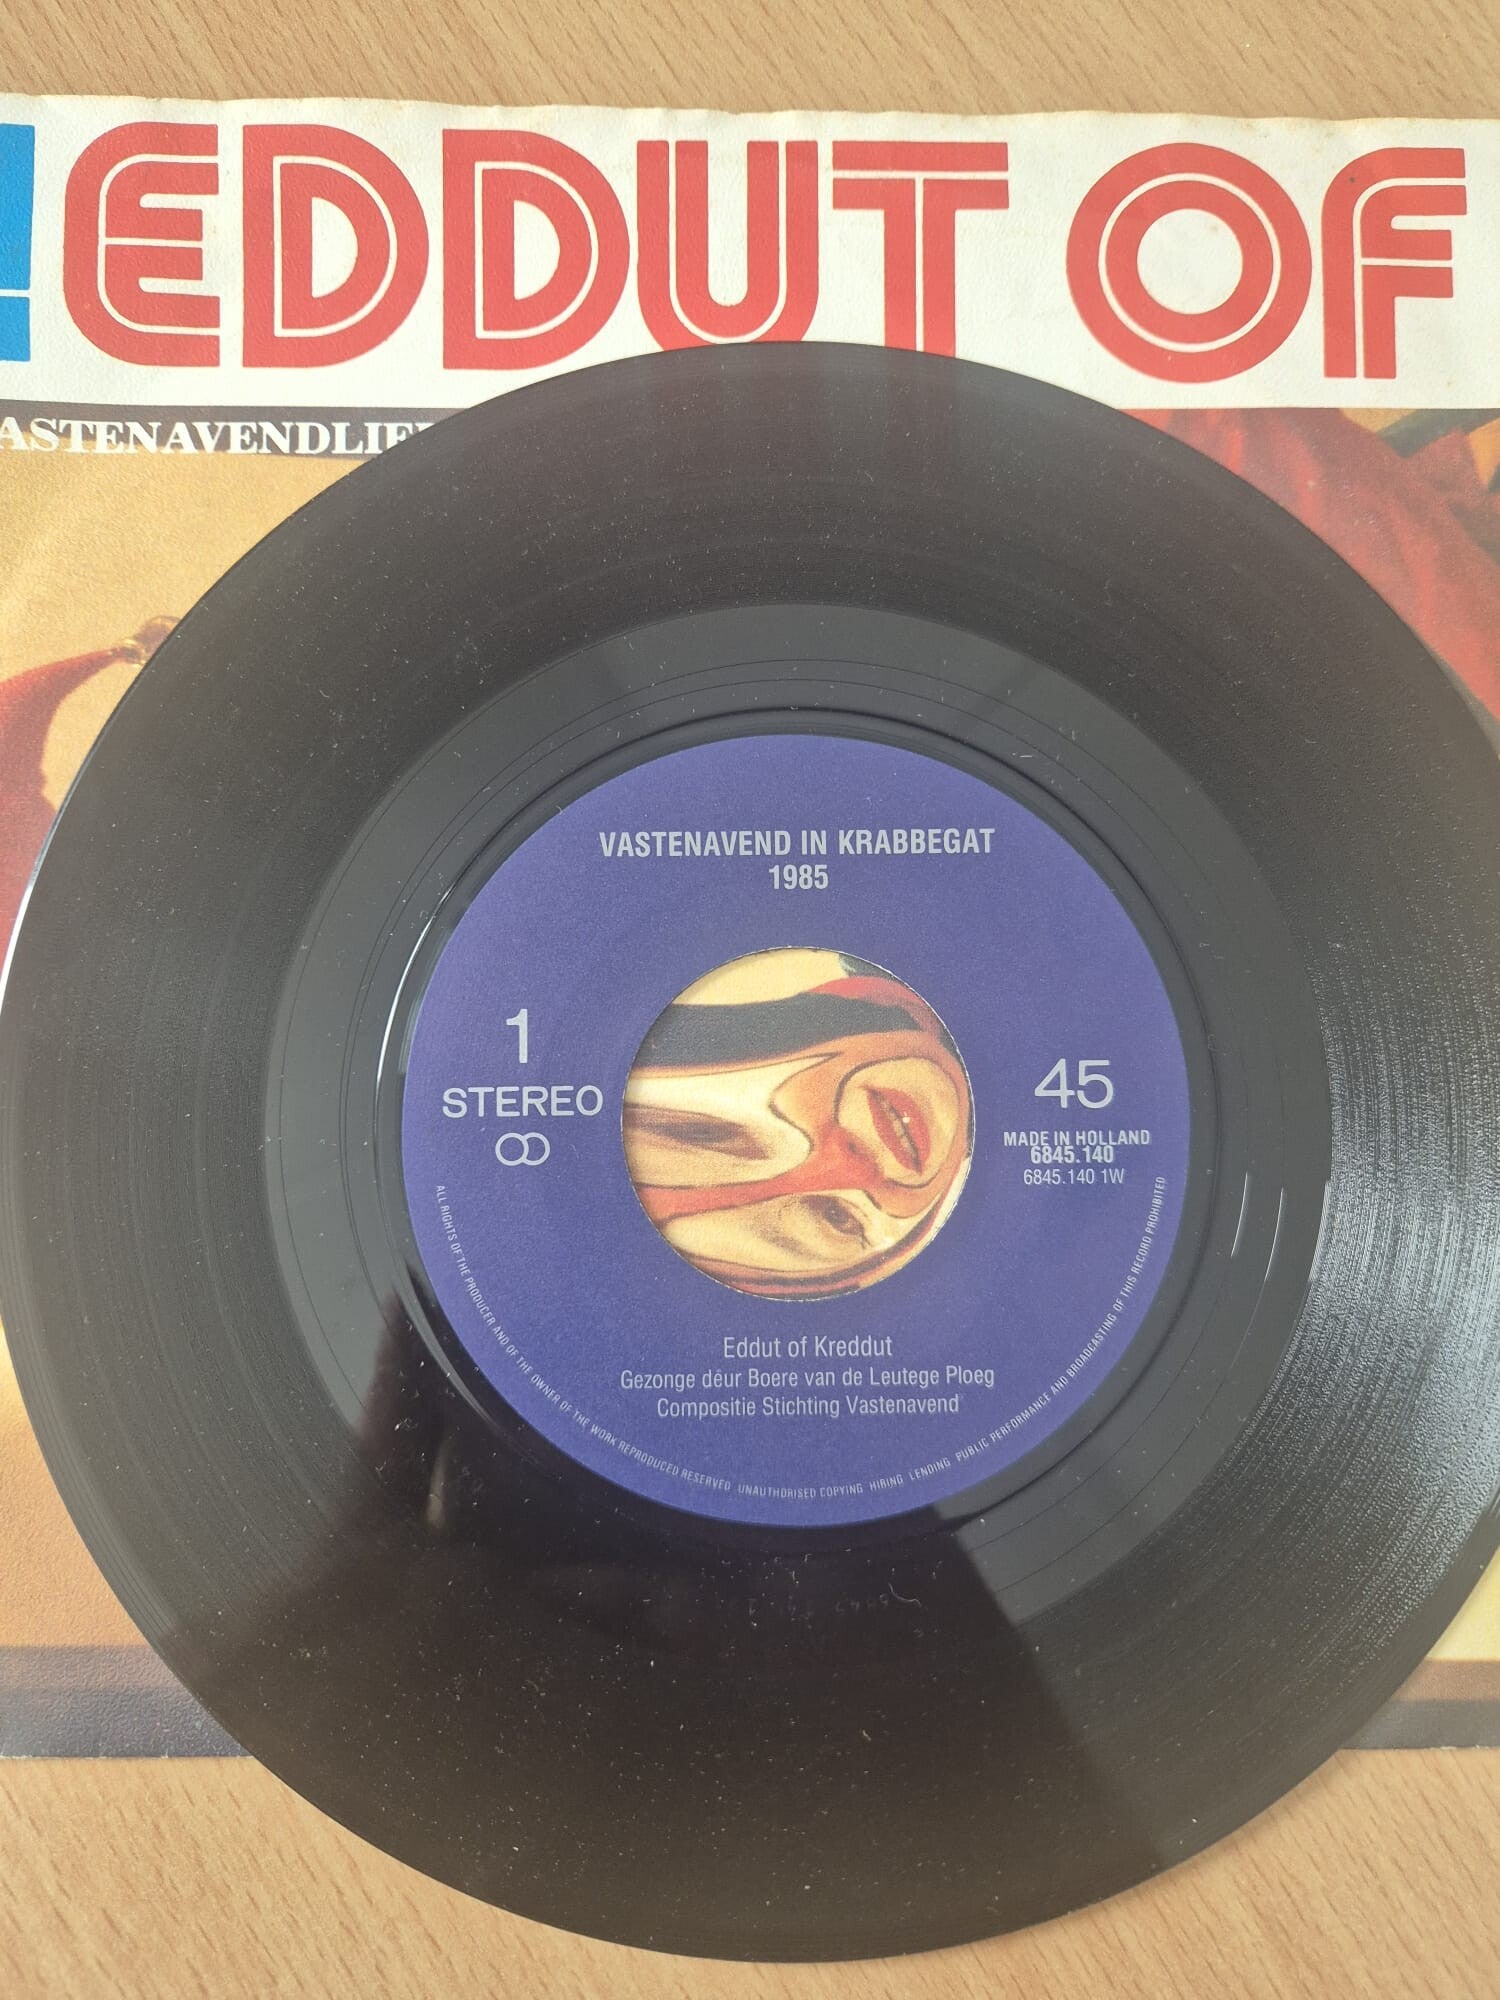 ! EDDUT OF
ASTENAVENDLIE
VASTENAVEND IN KRABBEGAT
1985
1
STEREO
45
MADE IN HOLLAND
6845.140
6845.140 1W
Eddut of Kreddut
Gezonge dêur Boere van de Leutege Ploeg
Compositie Stichting Vastenavend
ALL RIGHTS OF THE PRODUCER AND OF THE OWNER OF THE WORK REPRODUCED RESERVED UNAUTHORISED COPYING HIRING LENDING PUBLIC PERFORMANCE AND BROADCASTING OF THIS RECORD PROHIBITED